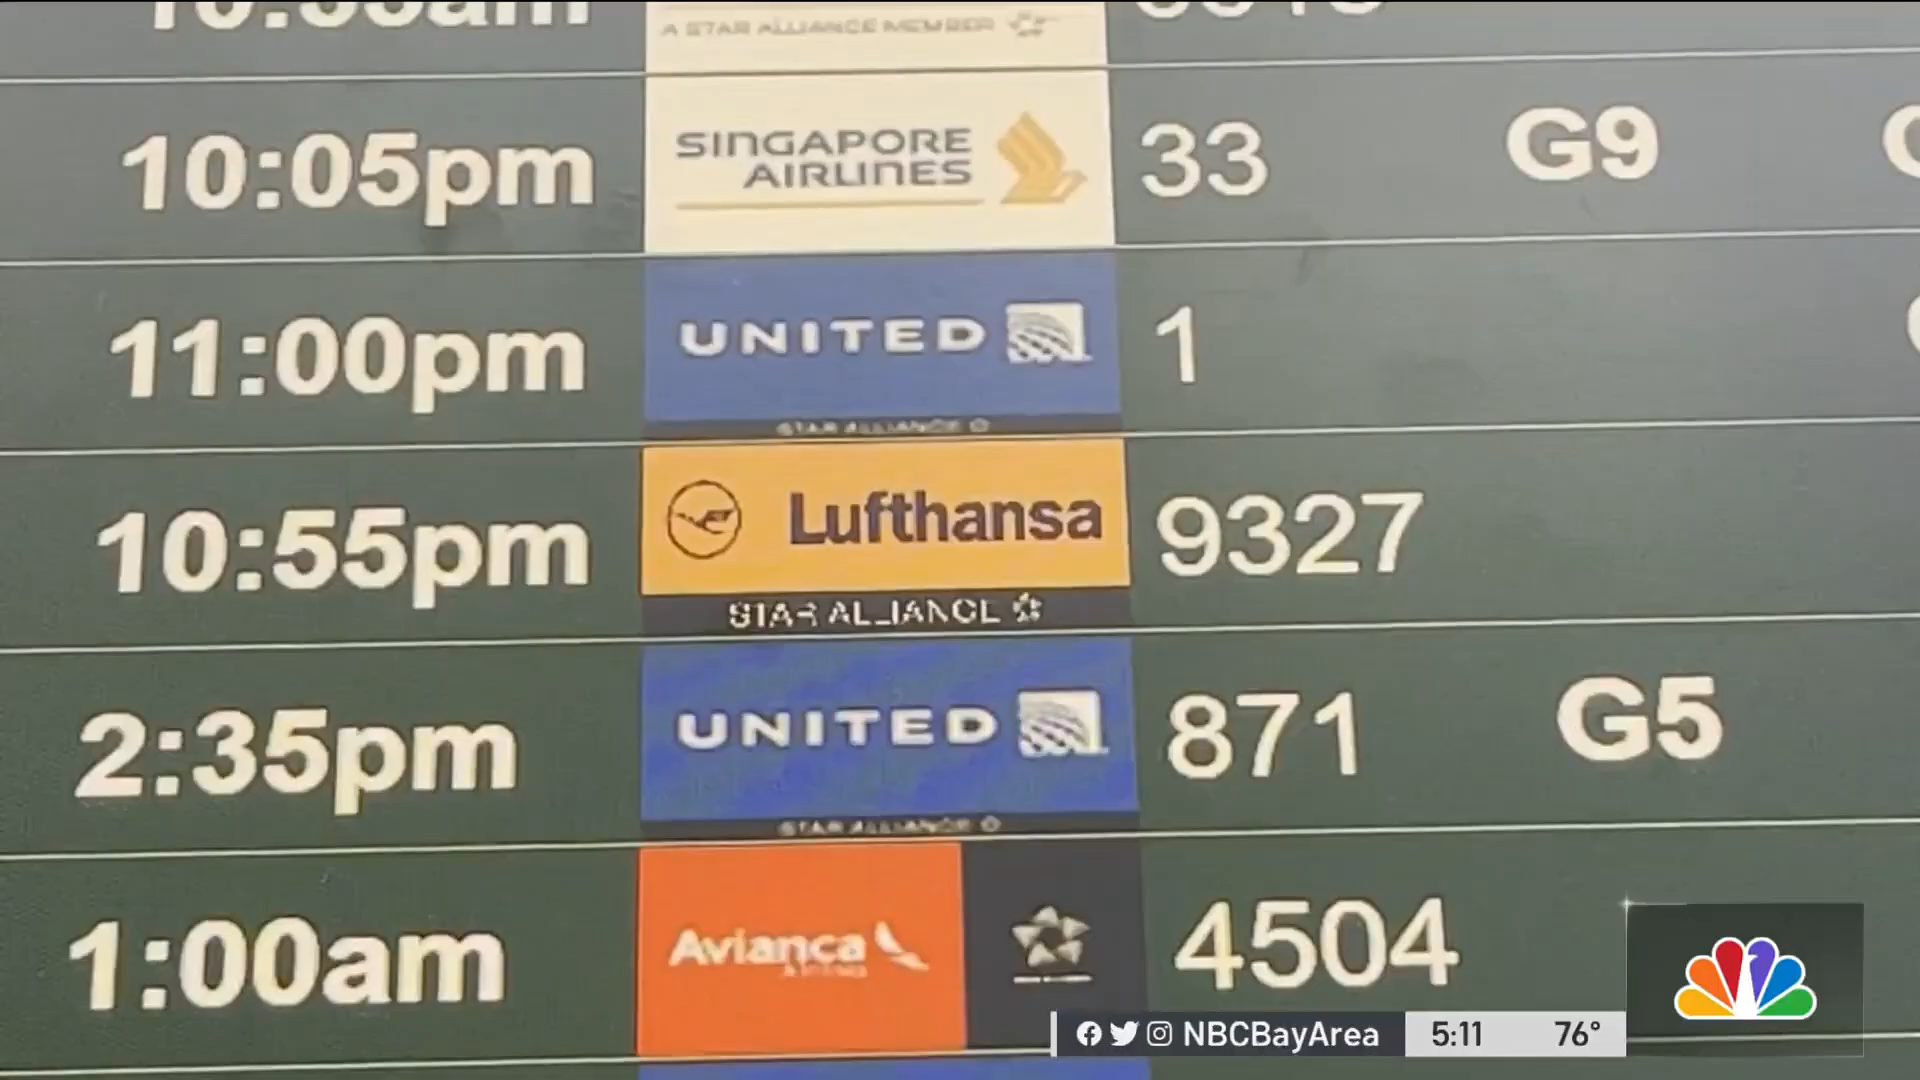 A STAR ALLIANCE MEMBER
10:05pm SINGAPORE AIRLINES 33 G9
11:00pm UNITED 1
STAR ALLIANCE
10:55pm Lufthansa 9327
STAR ALLIANCE
2:35pm UNITED 871 G5
STAR ALLIANCE
1:00am Avianca 4504
NBCBayArea 5:11 76°